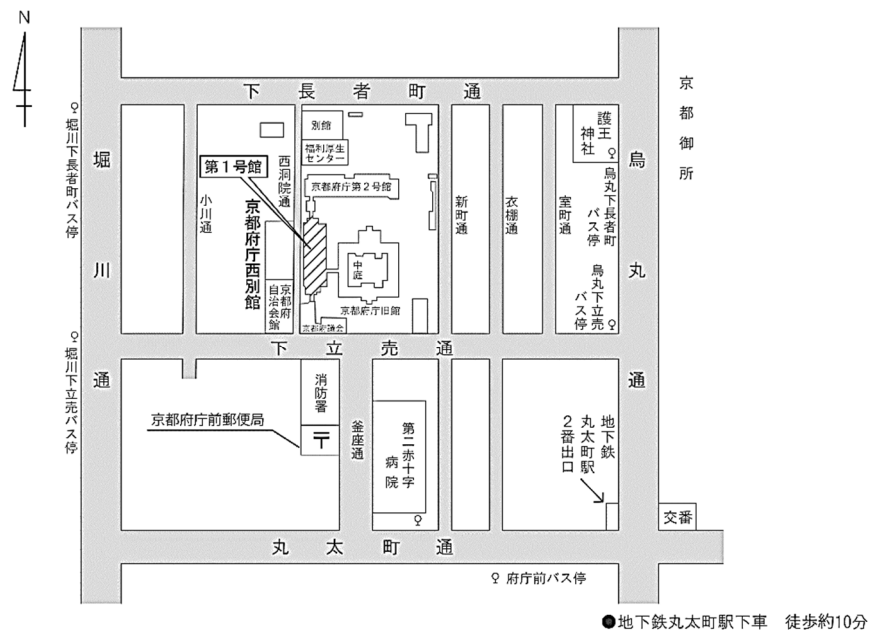 N
下長者町通
京都御所
堀川下長者町バス停
堀川通
別館
福利厚生
センター
護王
神社
烏丸通
第1号館
西洞院通
京都府庁第2号館
小川通
京都府庁西別館
新町通
衣棚通
室町通
烏丸下長者町
バス停
中庭
京都府
自治会館
京都府庁旧館
京都府議会
烏丸下立売
バス停
下立売通
堀川下立売バス停
消防署
京都府庁前郵便局
〒
釜座通
第二赤十字
病院
地下鉄
丸太町駅
2番出口
交番
丸太町通
府庁前バス停
●地下鉄丸太町駅下車 徒歩約10分